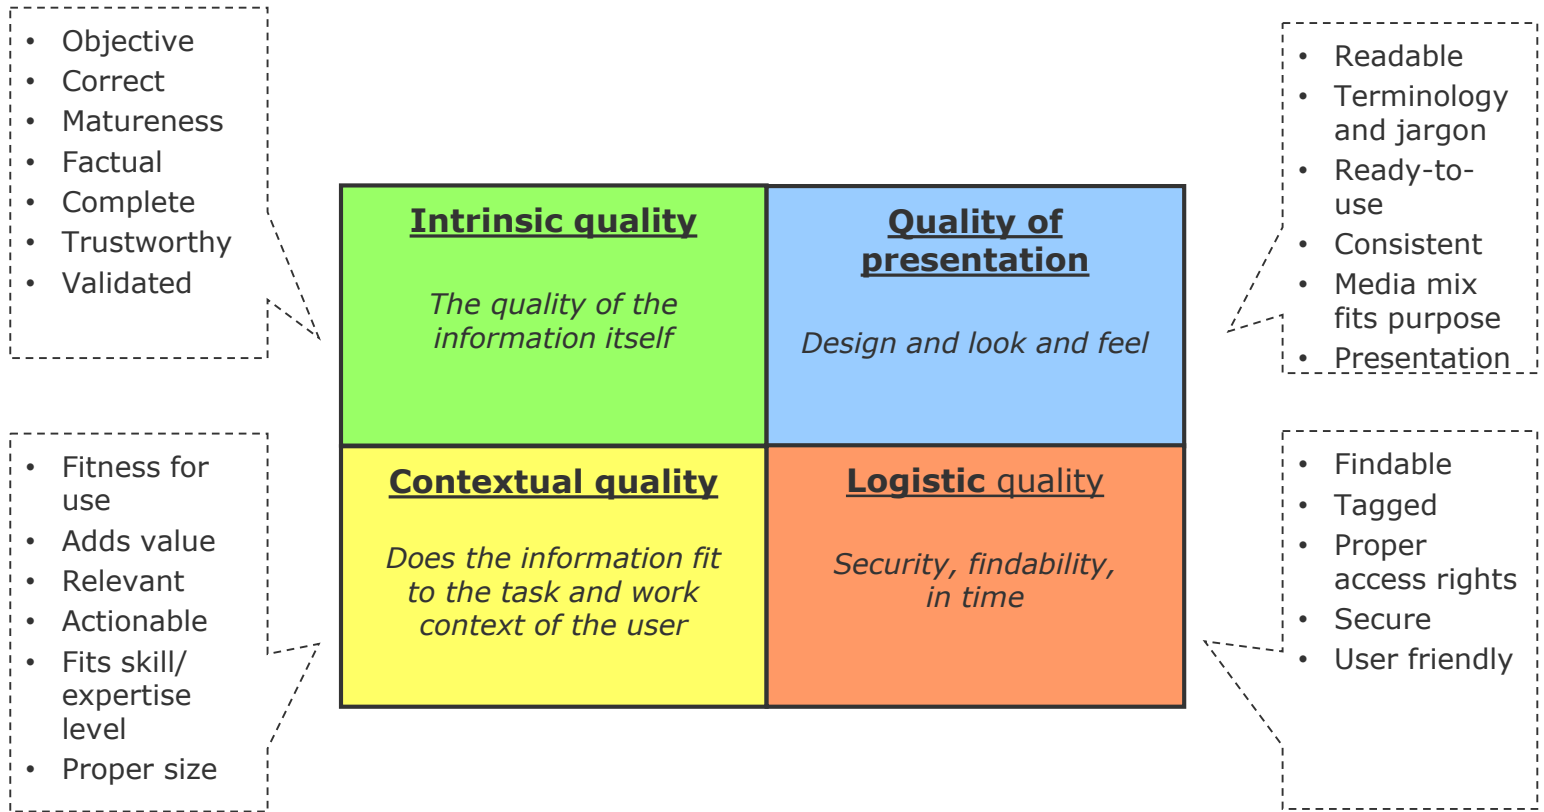 • Objective
• Correct
• Matureness
• Factual
• Complete
• Trustworthy
• Validated
Intrinsic quality
The quality of the
information itself
Quality of
presentation
Design and look and feel
• Readable
• Terminology
and jargon
• Ready-to-
use
• Consistent
• Media mix
fits purpose
• Presentation
• Fitness for
use
• Adds value
• Relevant
• Actionable
• Fits skill/
expertise
level
• Proper size
Contextual quality
Does the information fit
to the task and work
context of the user
Logistic quality
Security, findability,
in time
• Findable
• Tagged
• Proper
access rights
• Secure
• User friendly